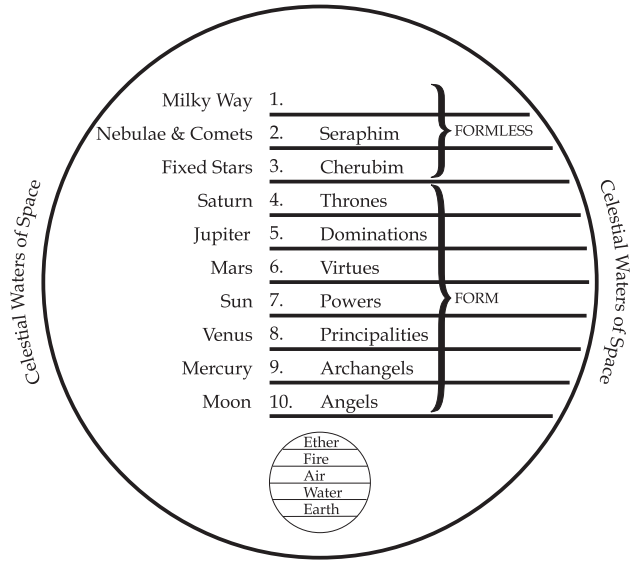 Milky Way 1.
Nebulae & Comets 2. Seraphim
FORMLESS
Fixed Stars 3. Cherubim
Saturn 4. Thrones
Jupiter 5. Dominations
Mars 6. Virtues
Sun 7. Powers
FORM
Venus 8. Principalities
Mercury 9. Archangels
Moon 10. Angels
Ether
Fire
Air
Water
Earth
Celestial Waters of Space
Celestial Waters of Space